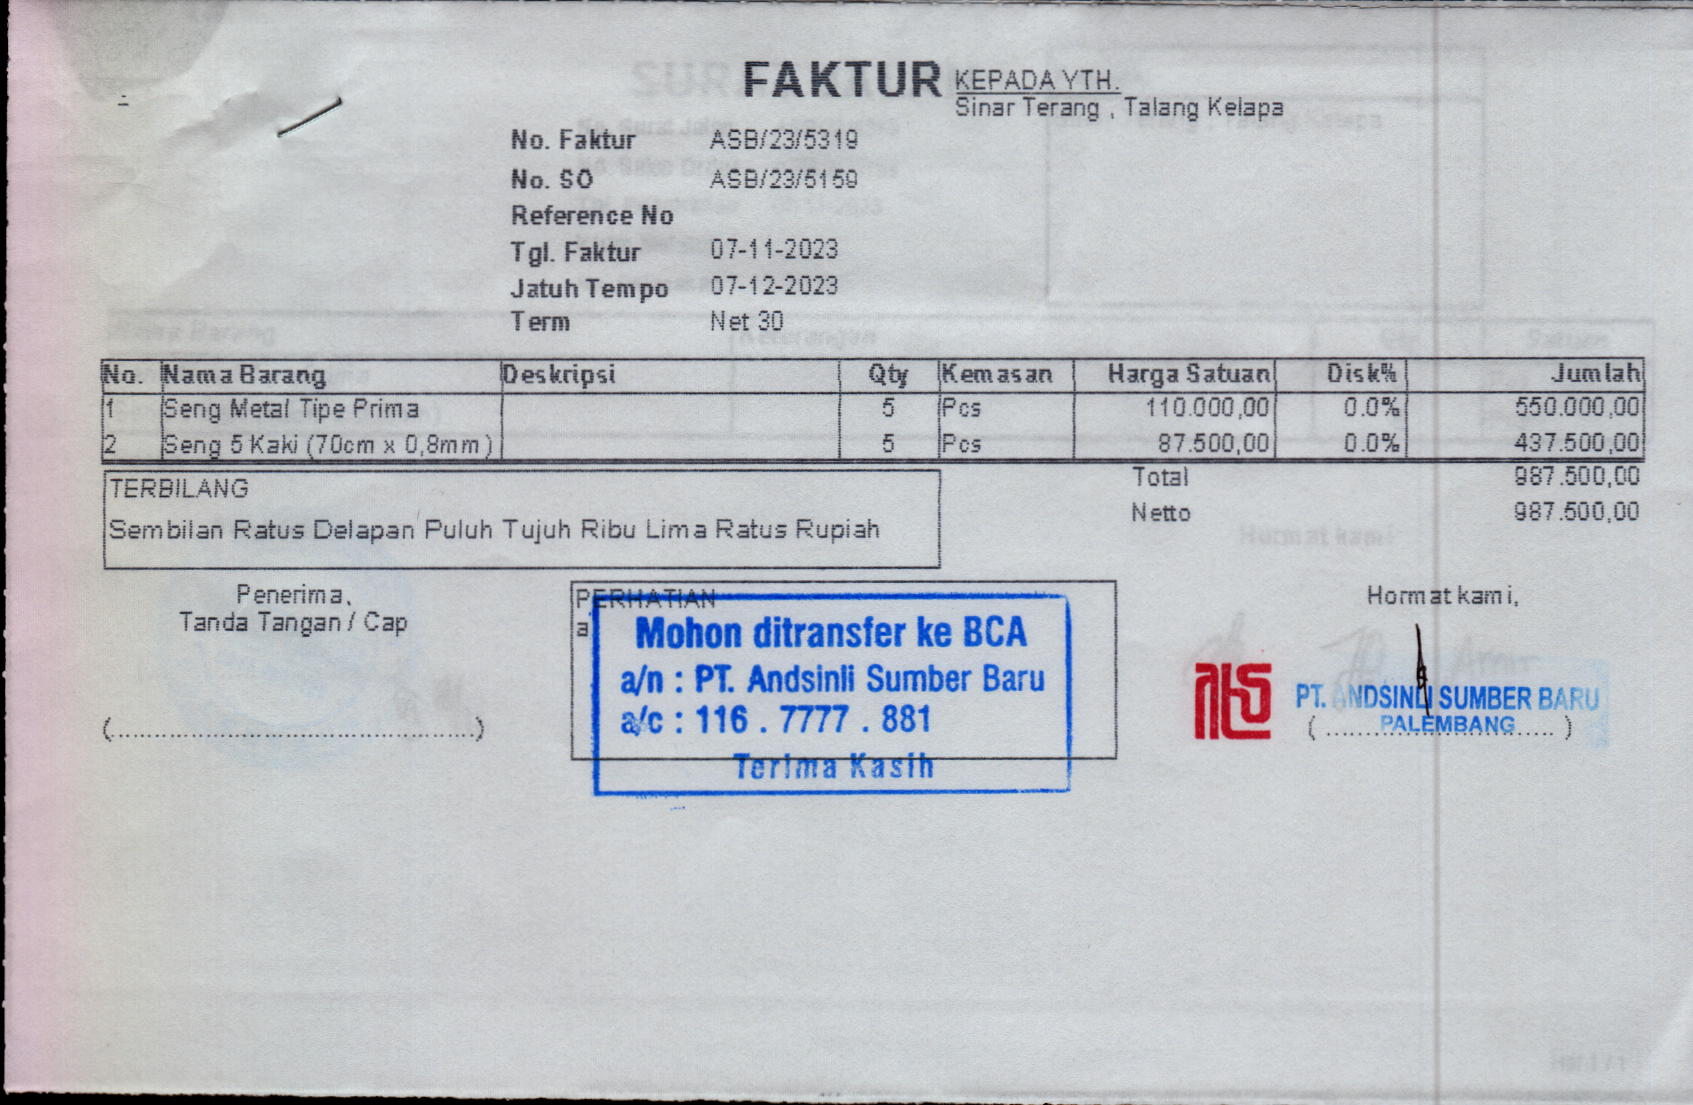 FAKTUR
KEPADA YTH.
Sinar Terang , Talang Kelapa
No. Faktur ASB/23/5319
No. SO ASB/23/5159
Reference No
Tgl. Faktur 07-11-2023
Jatuh Tempo 07-12-2023
Term Net 30
No. Nama Barang Deskripsi Qty Kemasan Harga Satuan Disk% Jumlah
1 Seng Metal Tipe Prima 5 Pcs 110.000,00 0.0% 550.000,00
2 Seng 5 Kaki (70cm x 0,8mm) 5 Pcs 87.500,00 0.0% 437.500,00
Total 987.500,00
Netto 987.500,00
TERBILANG
Sembilan Ratus Delapan Puluh Tujuh Ribu Lima Ratus Rupiah
Penerima,
Tanda Tangan / Cap
(................................................)
PERHATIAN
Mohon ditransfer ke BCA
a/n : PT. Andsinli Sumber Baru
a/c : 116 . 7777 . 881
Terima Kasih
Hormat kami,
PT. ANDSINLI SUMBER BARU
PALEMBANG